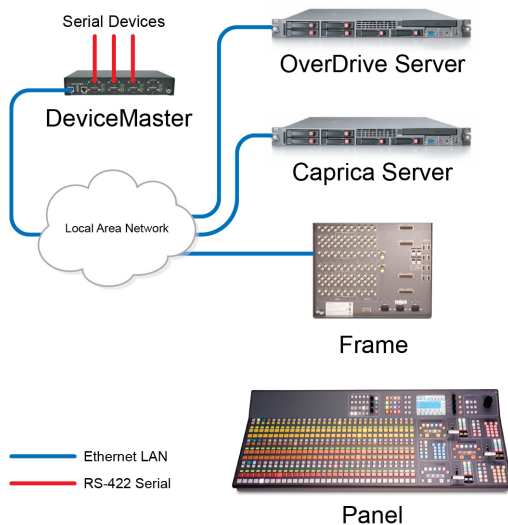 Serial Devices
OverDrive Server
DeviceMaster
Caprica Server
Local Area Network
Frame
Ethernet LAN
RS-422 Serial
Panel